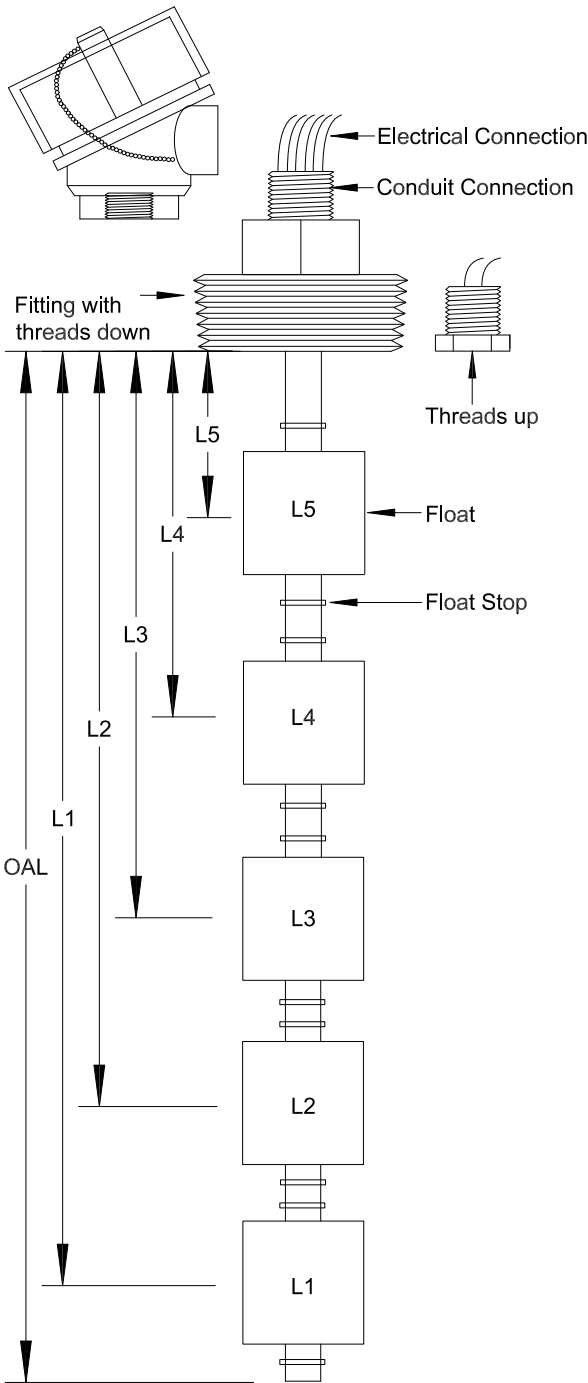 Electrical Connection
Conduit Connection
Fitting with
threads down
Threads up
L5
L5
Float
L4
Float Stop
L3
L4
L2
L1
OAL
L3
L2
L1